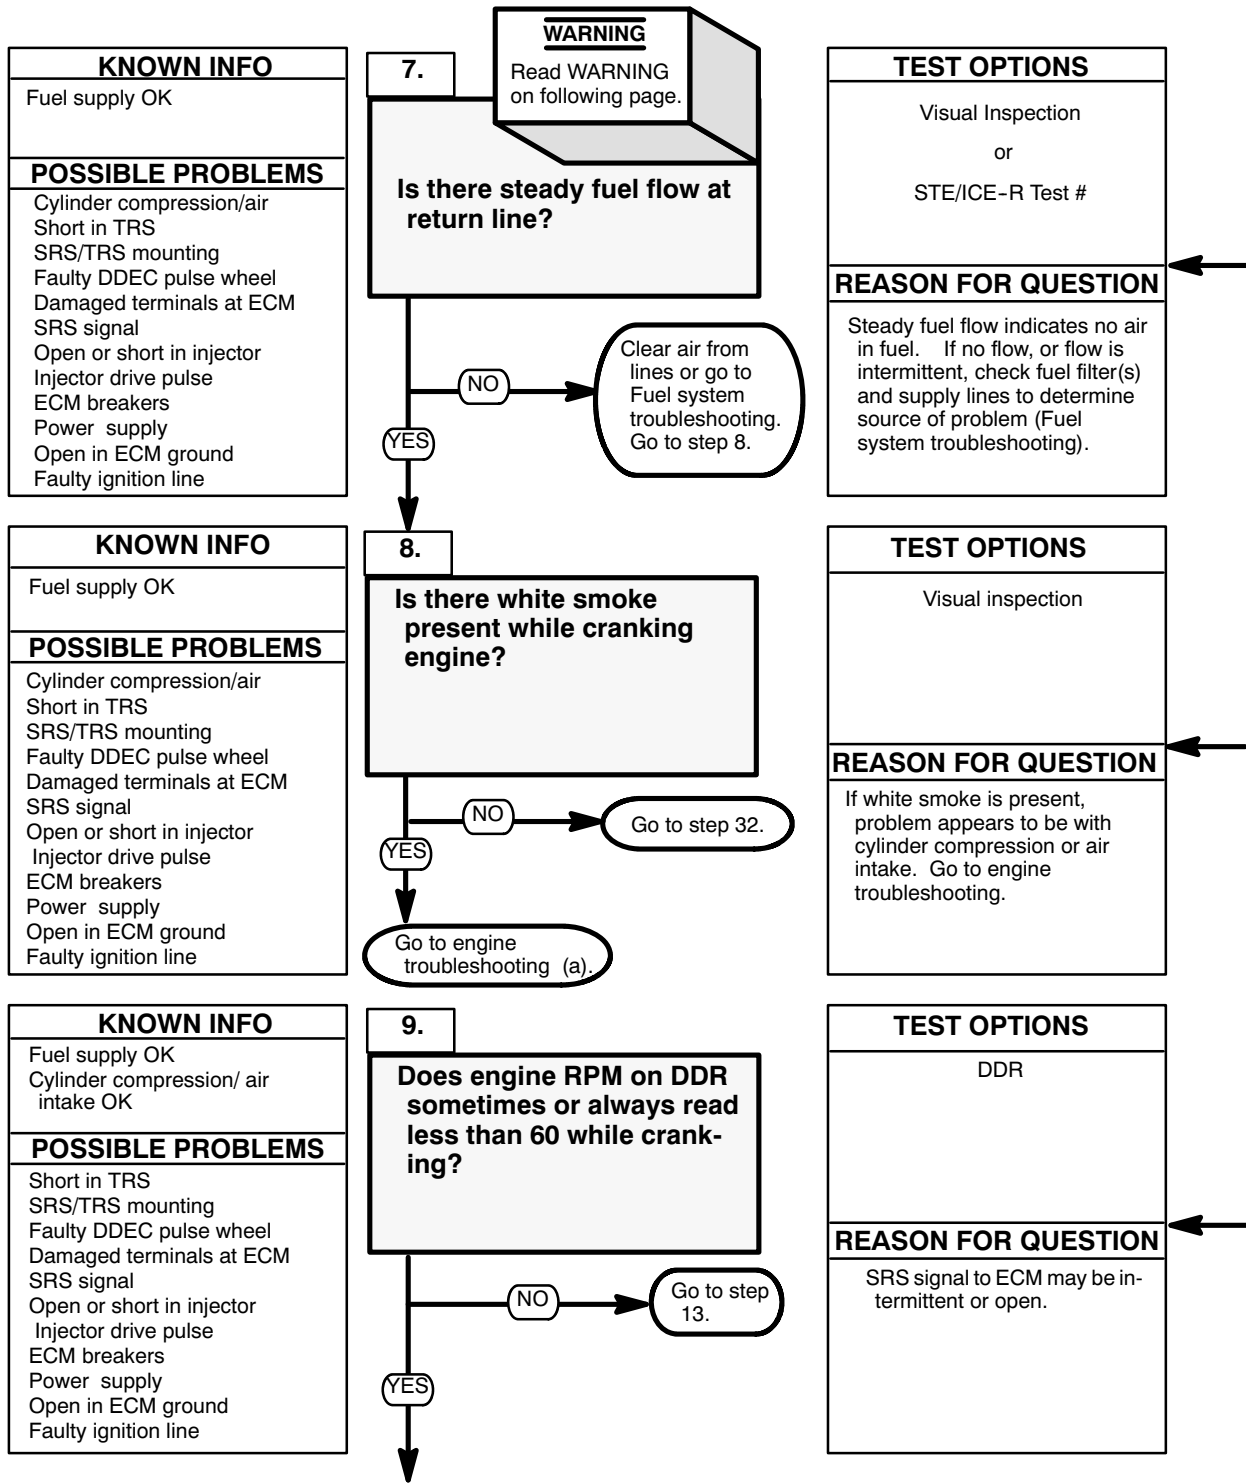 KNOWN INFO
Fuel supply OK
POSSIBLE PROBLEMS
Cylinder compression/air
Short in TRS
SRS/TRS mounting
Faulty DDEC pulse wheel
Damaged terminals at ECM
SRS signal
Open or short in injector
Injector drive pulse
ECM breakers
Power supply
Open in ECM ground
Faulty ignition line
7.
WARNING
Read WARNING
on following page.
Is there steady fuel flow at
return line?
NO
Clear air from
lines or go to
Fuel system
troubleshooting.
Go to step 8.
YES
TEST OPTIONS
Visual Inspection
or
STE/ICE-R Test #
REASON FOR QUESTION
Steady fuel flow indicates no air
in fuel. If no flow, or flow is
intermittent, check fuel filter(s)
and supply lines to determine
source of problem (Fuel
system troubleshooting).
KNOWN INFO
Fuel supply OK
POSSIBLE PROBLEMS
Cylinder compression/air
Short in TRS
SRS/TRS mounting
Faulty DDEC pulse wheel
Damaged terminals at ECM
SRS signal
Open or short in injector
Injector drive pulse
ECM breakers
Power supply
Open in ECM ground
Faulty ignition line
8.
Is there white smoke
present while cranking
engine?
NO
Go to step 32.
YES
Go to engine
troubleshooting (a).
TEST OPTIONS
Visual inspection
REASON FOR QUESTION
If white smoke is present,
problem appears to be with
cylinder compression or air
intake. Go to engine
troubleshooting.
KNOWN INFO
Fuel supply OK
Cylinder compression/ air
intake OK
POSSIBLE PROBLEMS
Short in TRS
SRS/TRS mounting
Faulty DDEC pulse wheel
Damaged terminals at ECM
SRS signal
Open or short in injector
Injector drive pulse
ECM breakers
Power supply
Open in ECM ground
Faulty ignition line
9.
Does engine RPM on DDR
sometimes or always read
less than 60 while crank-
ing?
NO
Go to step
13.
YES
TEST OPTIONS
DDR
REASON FOR QUESTION
SRS signal to ECM may be in-
termittent or open.